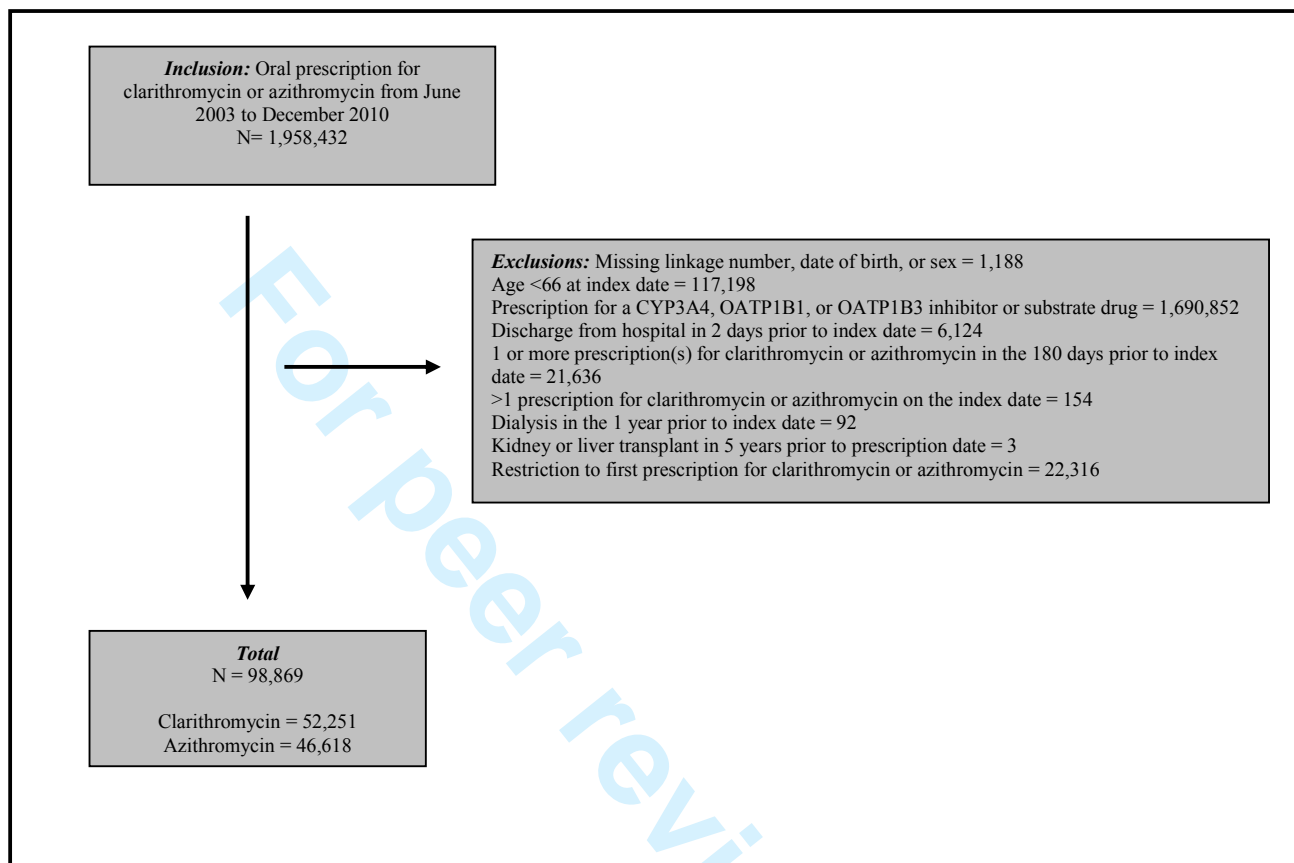 Inclusion: Oral prescription for
clarithromycin or azithromycin from June
2003 to December 2010
N= 1,958,432
Exclusions: Missing linkage number, date of birth, or sex = 1,188
Age <66 at index date = 117,198
Prescription for a CYP3A4, OATP1B1, or OATP1B3 inhibitor or substrate drug = 1,690,852
Discharge from hospital in 2 days prior to index date = 6,124
1 or more prescription(s) for clarithromycin or azithromycin in the 180 days prior to index
date = 21,636
>1 prescription for clarithromycin or azithromycin on the index date = 154
Dialysis in the 1 year prior to index date = 92
Kidney or liver transplant in 5 years prior to prescription date = 3
Restriction to first prescription for clarithromycin or azithromycin = 22,316
Total
N = 98,869
Clarithromycin = 52,251
Azithromycin = 46,618
For peer revi